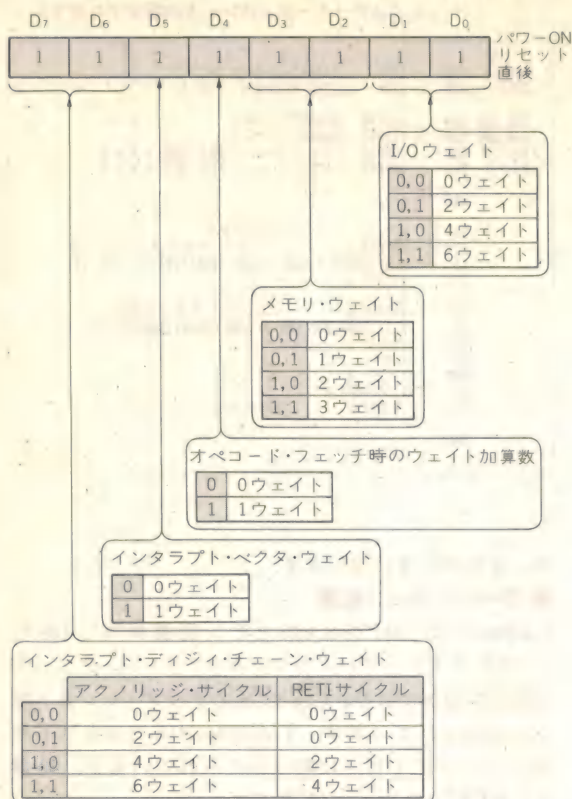 D7 D6 D5 D4 D3 D2 D1 D0
1 1 1 1 1 1 1 1
パワーON
リセット
直後
I/Oウェイト
0,0 0ウェイト
0,1 2ウェイト
1,0 4ウェイト
1,1 6ウェイト
メモリ・ウェイト
0,0 0ウェイト
0,1 1ウェイト
1,0 2ウェイト
1,1 3ウェイト
オペコード・フェッチ時のウェイト加算数
0 0ウェイト
1 1ウェイト
インタラプト・ベクタ・ウェイト
0 0ウェイト
1 1ウェイト
インタラプト・ディジィ・チェーン・ウェイト
アクノリッジ・サイクル RETIサイクル
0,0 0ウェイト 0ウェイト
0,1 2ウェイト 0ウェイト
1,0 4ウェイト 2ウェイト
1,1 6ウェイト 4ウェイト